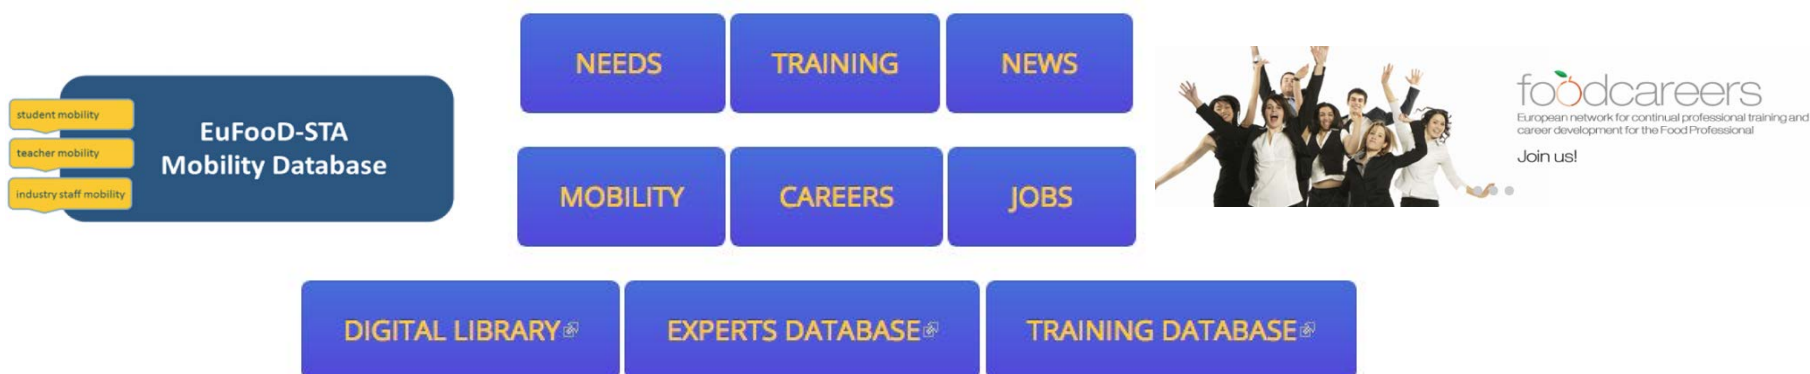 student mobility
teacher mobility
industry staff mobility
EuFooD-STA
Mobility Database
NEEDS
TRAINING
NEWS
MOBILITY
CAREERS
JOBS
foodcareers
European network for continual professional training and
career development for the Food Professional
Join us!
DIGITAL LIBRARY
EXPERTS DATABASE
TRAINING DATABASE